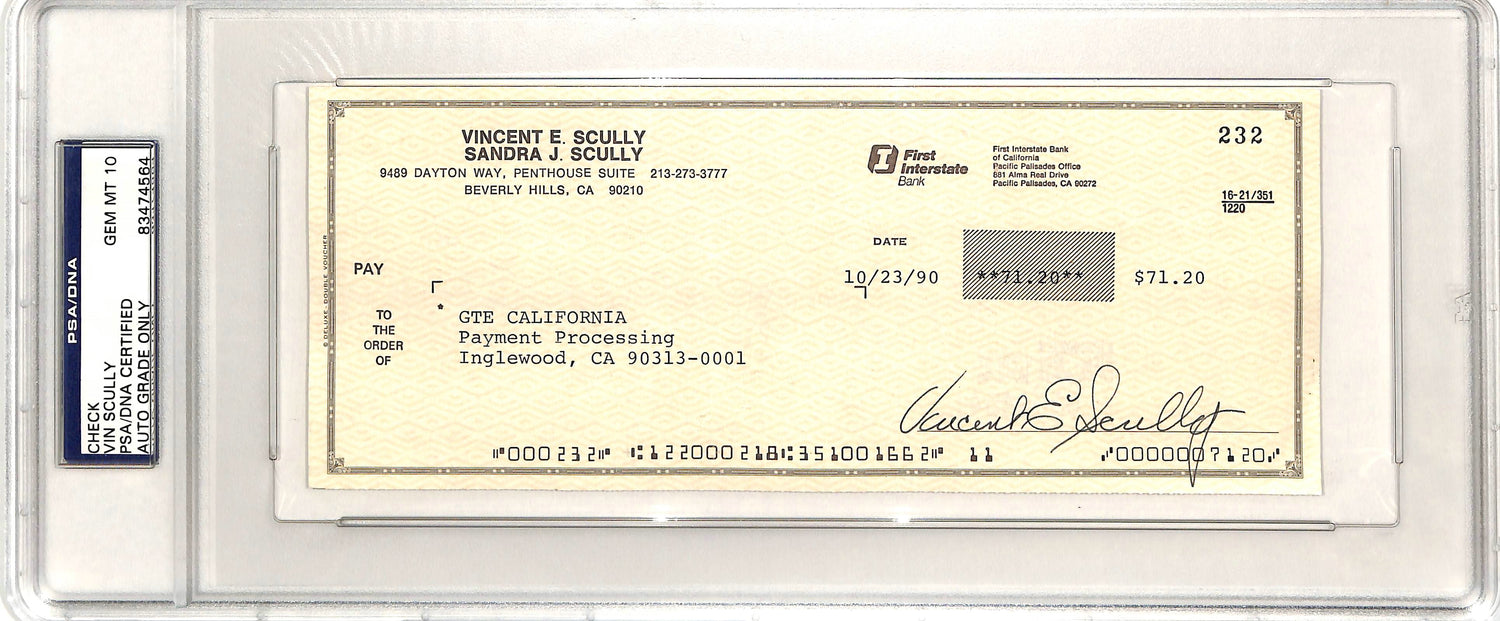 PSA/DNA
CHECK
VIN SCULLY
PSA/DNA CERTIFIED
AUTO GRADE ONLY
GEM MT 10
83474564
VINCENT E. SCULLY
SANDRA J. SCULLY
9489 DAYTON WAY, PENTHOUSE SUITE 213-273-3777
BEVERLY HILLS, CA 90210
First
Interstate
Bank
First Interstate Bank
of California
Pacific Palisades Office
881 Alma Real Drive
Pacific Palisades, CA 90272
232
16-21/351
1220
© DELUXE - DOUBLE VOUCHER
DATE
PAY
10/23/90 **71.20** $71.20
TO
THE
ORDER
OF
* GTE CALIFORNIA
Payment Processing
Inglewood, CA 90313-0001
Vincent E Scully
⑈000232⑈ ⑆122000218⑆351001662⑈ 11 ⑇0000007120⑇